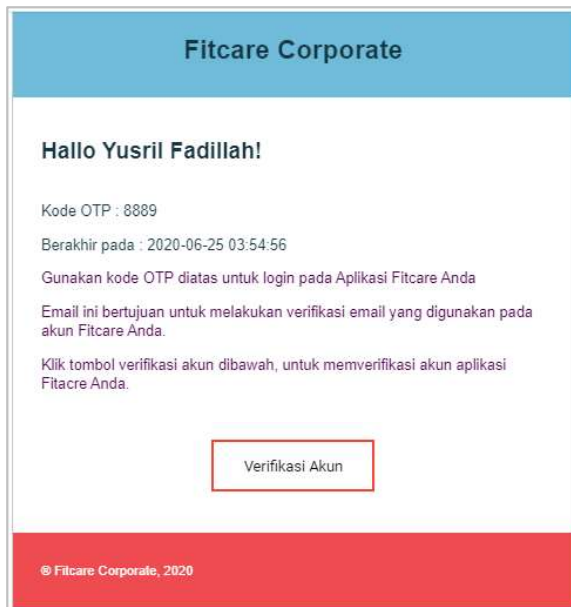 Fitcare Corporate
Hallo Yusril Fadillah!
Kode OTP : 8889
Berakhir pada : 2020-06-25 03:54:56
Gunakan kode OTP diatas untuk login pada Aplikasi Fitcare Anda
Email ini bertujuan untuk melakukan verifikasi email yang digunakan pada
akun Fitcare Anda.
Klik tombol verifikasi akun dibawah, untuk memverifikasi akun aplikasi
Fitacre Anda.
Verifikasi Akun
® Fitcare Corporate, 2020